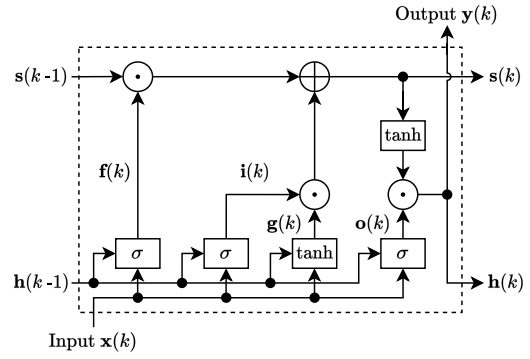 Output y(k)
s(k-1)
s(k)
tanh
f(k)
i(k)
g(k)
o(k)
σ
σ
tanh
σ
h(k-1)
h(k)
Input x(k)